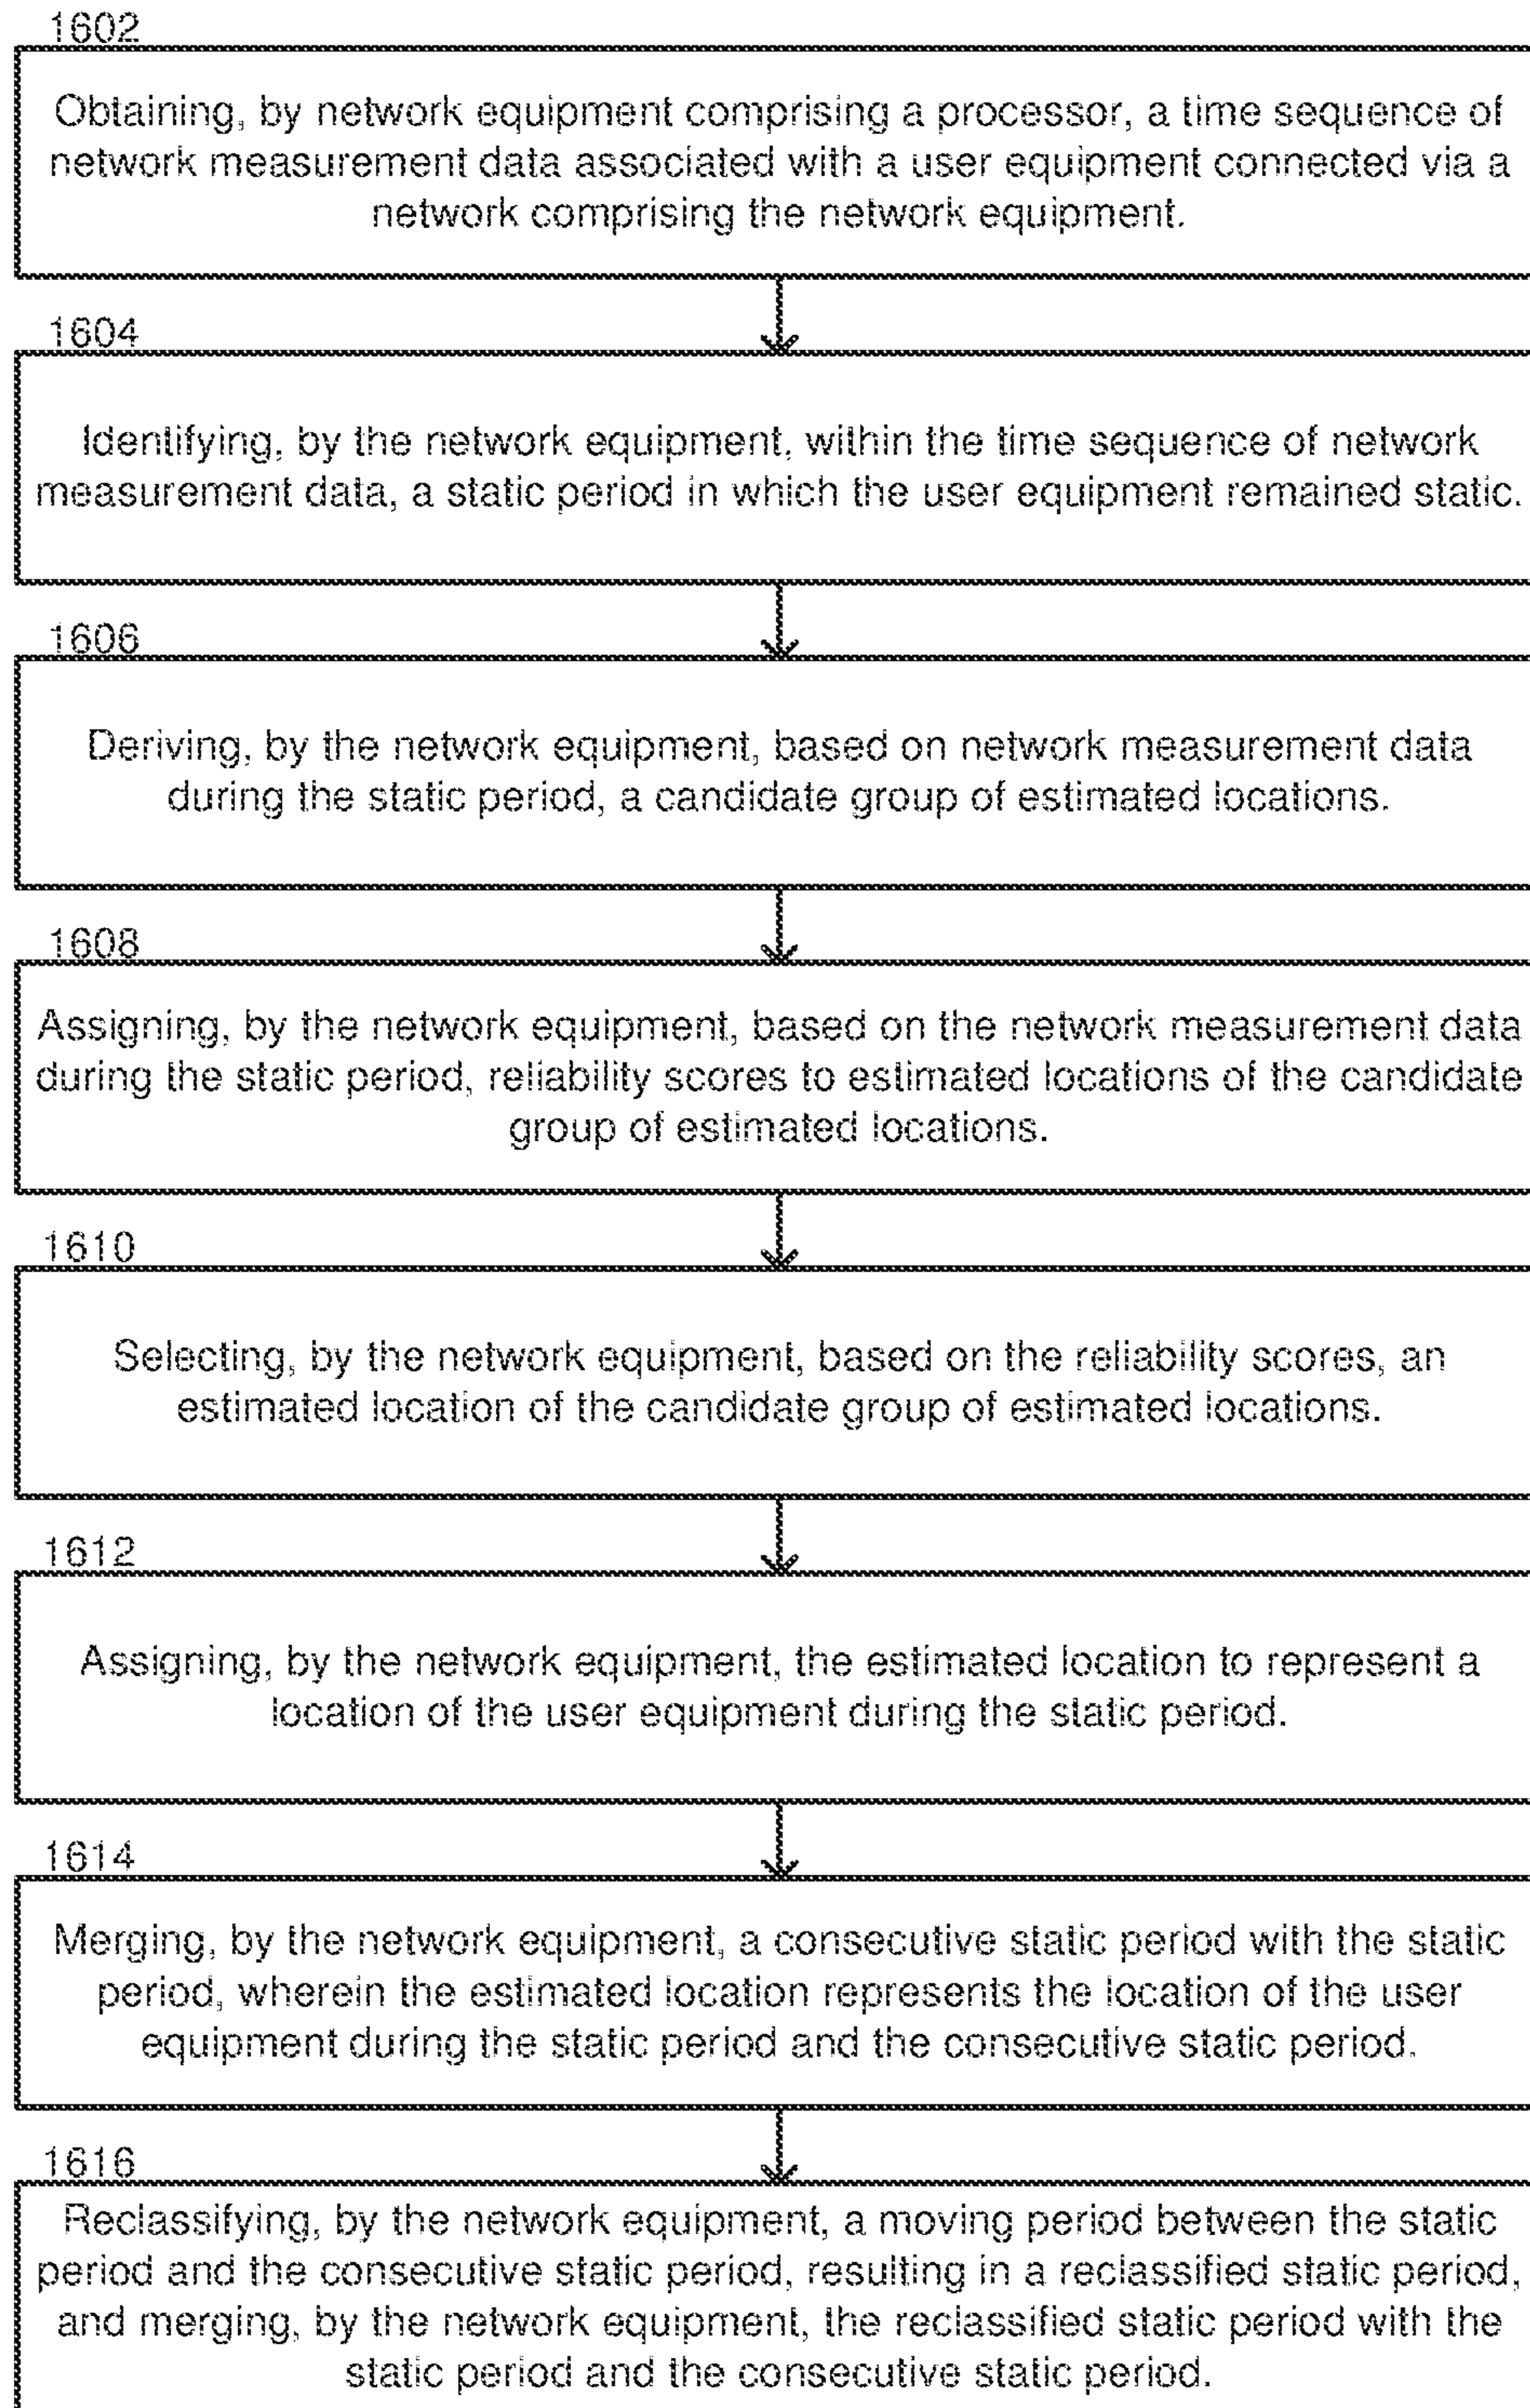 1602
Obtaining, by network equipment comprising a processor, a time sequence of
network measurement data associated with a user equipment connected via a
network comprising the network equipment.
1604
Identifying, by the network equipment, within the time sequence of network
measurement data, a static period in which the user equipment remained static.
1606
Deriving, by the network equipment, based on network measurement data
during the static period, a candidate group of estimated locations.
1608
Assigning, by the network equipment, based on the network measurement data
during the static period, reliability scores to estimated locations of the candidate
group of estimated locations.
1610
Selecting, by the network equipment, based on the reliability scores, an
estimated location of the candidate group of estimated locations.
1612
Assigning, by the network equipment, the estimated location to represent a
location of the user equipment during the static period.
1614
Merging, by the network equipment, a consecutive static period with the static
period, wherein the estimated location represents the location of the user
equipment during the static period and the consecutive static period.
1616
Reclassifying, by the network equipment, a moving period between the static
period and the consecutive static period, resulting in a reclassified static period,
and merging, by the network equipment, the reclassified static period with the
static period and the consecutive static period.